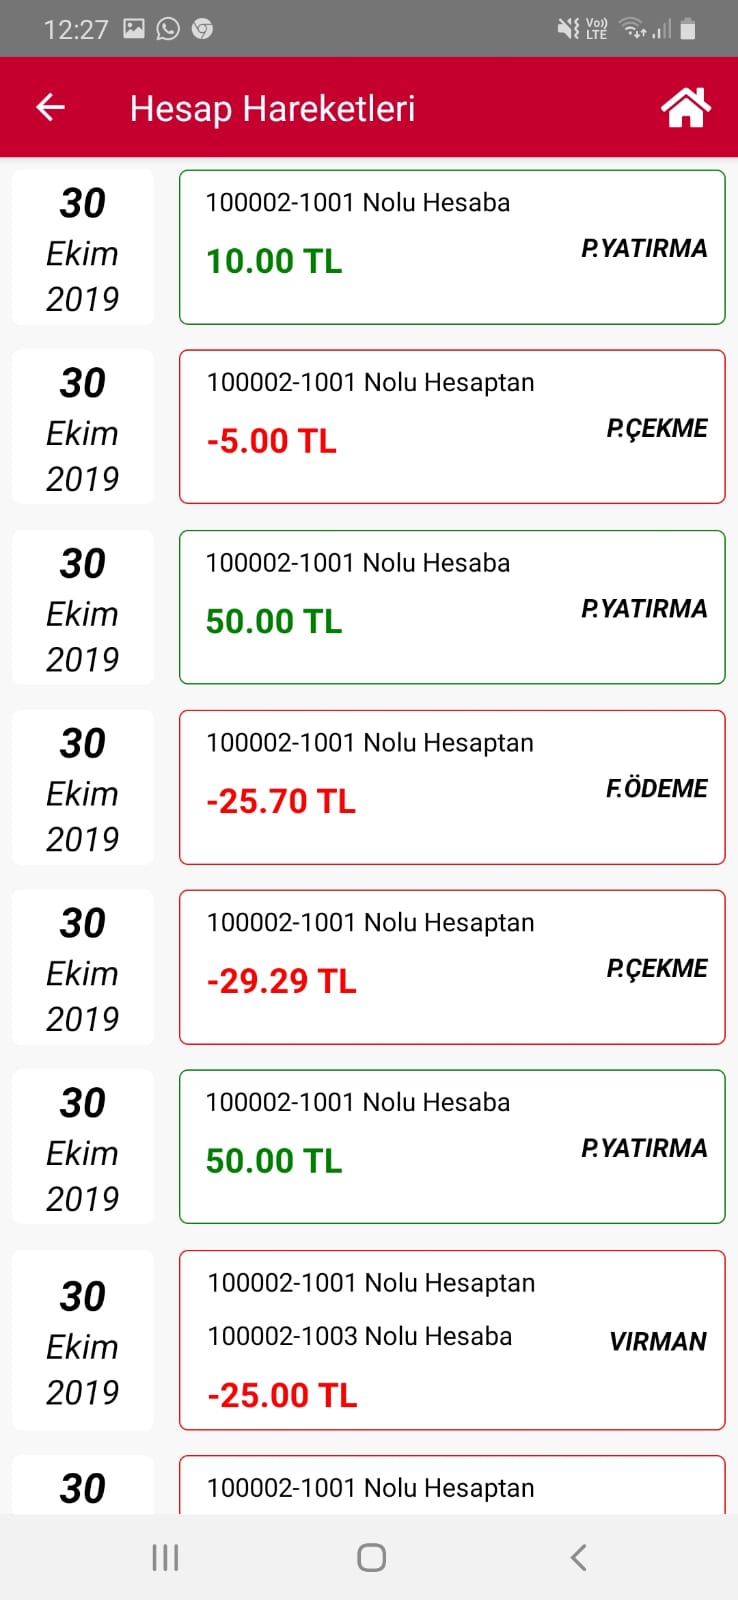 12:27
Vo))
LTE
Hesap Hareketleri
30
Ekim
2019
100002-1001 Nolu Hesaba
10.00 TL
P.YATIRMA
30
Ekim
2019
100002-1001 Nolu Hesaptan
-5.00 TL
P.ÇEKME
30
Ekim
2019
100002-1001 Nolu Hesaba
50.00 TL
P.YATIRMA
30
Ekim
2019
100002-1001 Nolu Hesaptan
-25.70 TL
F.ÖDEME
30
Ekim
2019
100002-1001 Nolu Hesaptan
-29.29 TL
P.ÇEKME
30
Ekim
2019
100002-1001 Nolu Hesaba
50.00 TL
P.YATIRMA
30
Ekim
2019
100002-1001 Nolu Hesaptan
100002-1003 Nolu Hesaba
-25.00 TL
VIRMAN
30
100002-1001 Nolu Hesaptan